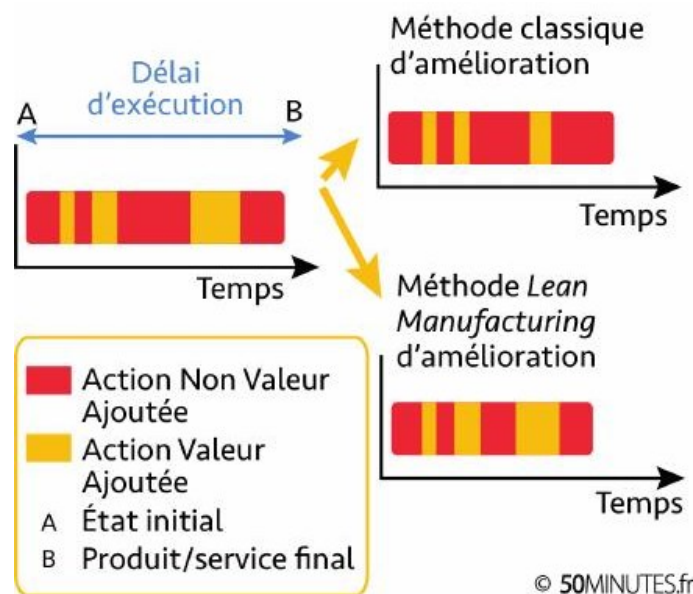 Délai
d'exécution
A
B
Temps
Méthode classique
d'amélioration
Temps
Méthode Lean
Manufacturing
d'amélioration
Temps
Action Non Valeur
Ajoutée
Action Valeur
Ajoutée
A État initial
B Produit/service final
© 50MINUTES.fr